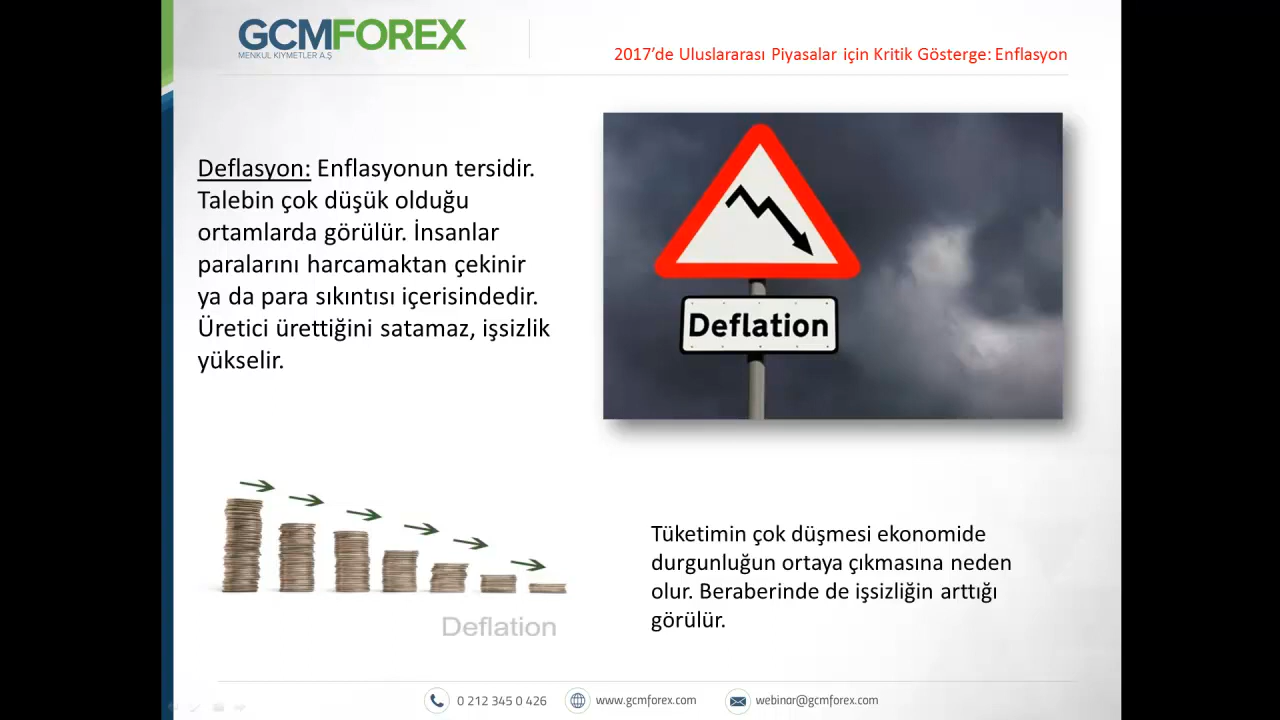 GCMFOREX
MENKUL KIYMETLER A.Ş
2017’de Uluslararası Piyasalar için Kritik Gösterge: Enflasyon
Deflasyon: Enflasyonun tersidir.
Talebin çok düşük olduğu
ortamlarda görülür. İnsanlar
paralarını harcamaktan çekinir
ya da para sıkıntısı içerisindedir.
Üretici ürettiğini satamaz, işsizlik
yükselir.
Deflation
Deflation
Tüketimin çok düşmesi ekonomide
durgunluğun ortaya çıkmasına neden
olur. Beraberinde de işsizliğin arttığı
görülür.
0 212 345 0 426
www.gcmforex.com
webinar@gcmforex.com